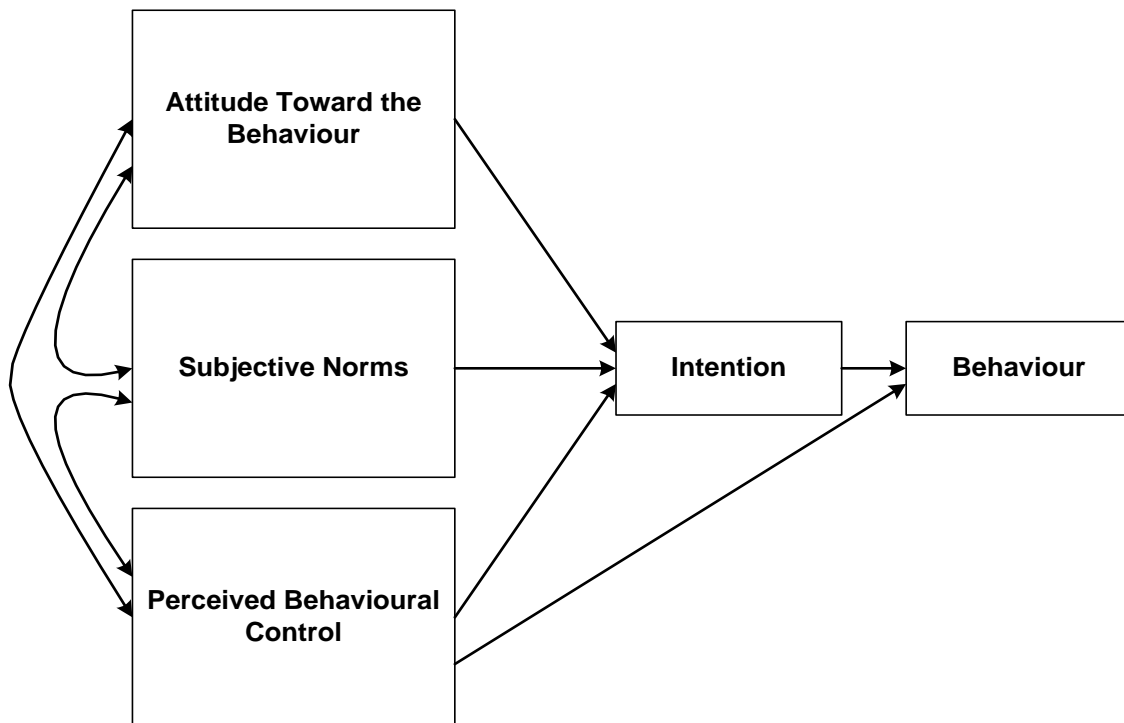 Attitude Toward the
Behaviour
Subjective Norms
Intention
Behaviour
Perceived Behavioural
Control